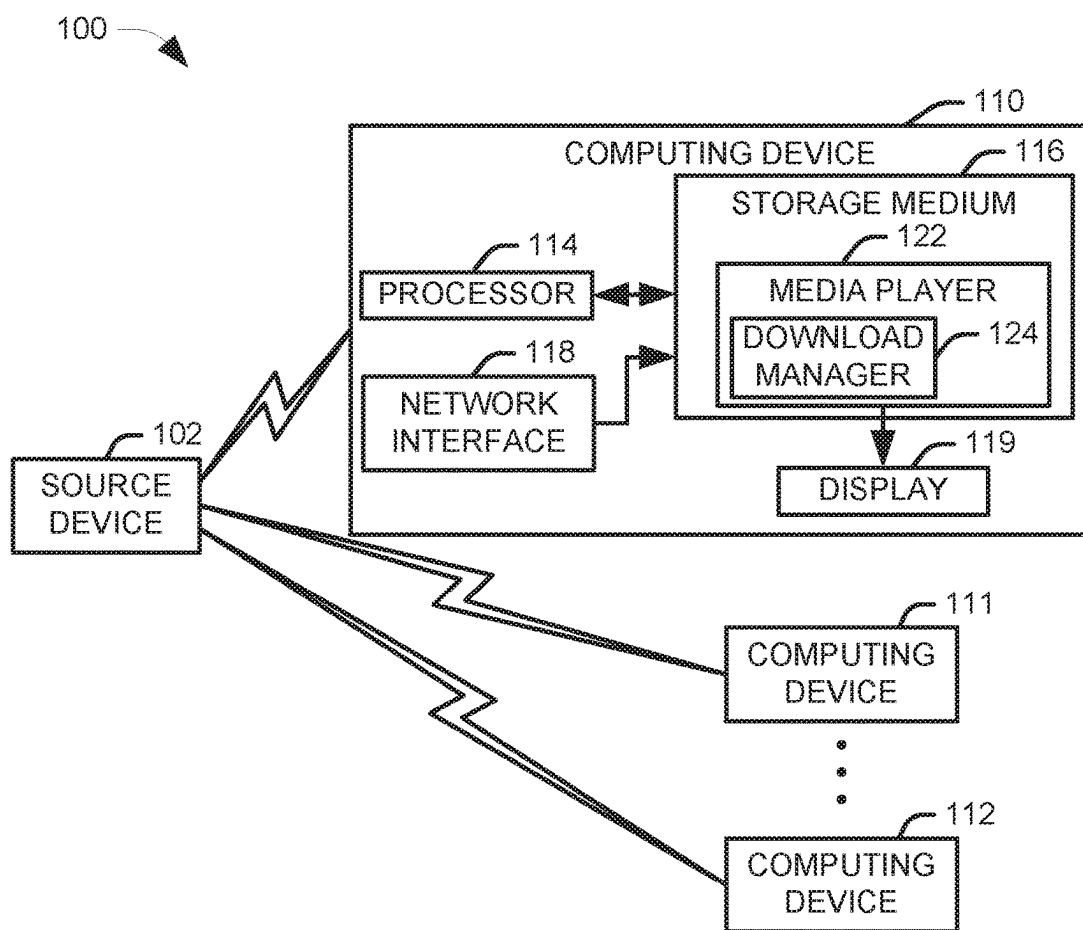 100
110
COMPUTING DEVICE
116
STORAGE MEDIUM
114
122
PROCESSOR
MEDIA PLAYER
118
DOWNLOAD
MANAGER
124
NETWORK
INTERFACE
102
119
SOURCE
DEVICE
DISPLAY
111
COMPUTING
DEVICE
112
COMPUTING
DEVICE